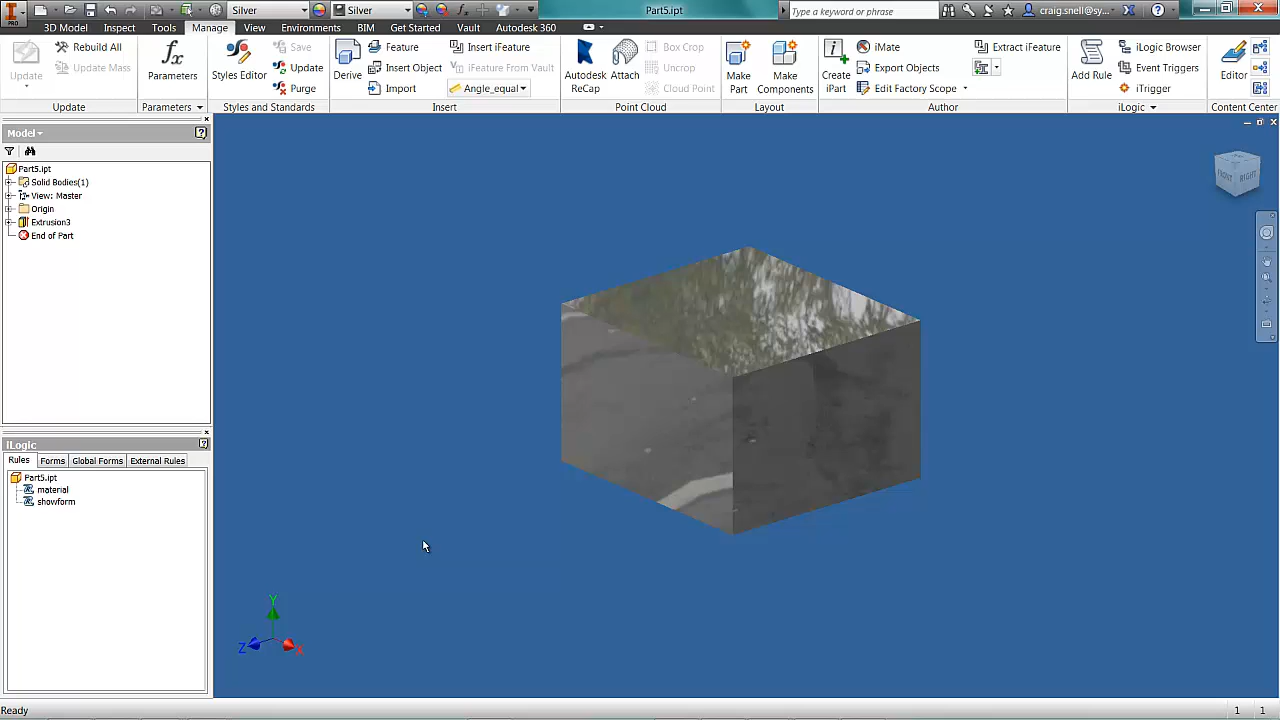 PRO
Silver
Silver
Part5.ipt
Type a keyword or phrase
craig.snell@sy...
3D Model
Inspect
Tools
Manage
View
Environments
BIM
Get Started
Vault
Autodesk 360
Update
Rebuild All
Update Mass
Update
Parameters
Parameters
Styles Editor
Save
Update
Purge
Styles and Standards
Derive
Feature
Insert Object
Import
Insert iFeature
iFeature From Vault
Angle_equal
Insert
Autodesk
ReCap
Attach
Box Crop
Uncrop
Cloud Point
Point Cloud
Make
Part
Make
Components
Layout
Create
iPart
iMate
Export Objects
Edit Factory Scope
Extract iFeature
Author
Add Rule
iLogic Browser
Event Triggers
iTrigger
iLogic
Editor
Content Center
Model
Part5.ipt
Solid Bodies(1)
View: Master
Origin
Extrusion3
End of Part
iLogic
Rules
Forms
Global Forms
External Rules
Part5.ipt
material
showform
FRONT
RIGHT
Y
Z
X
Ready
1
1